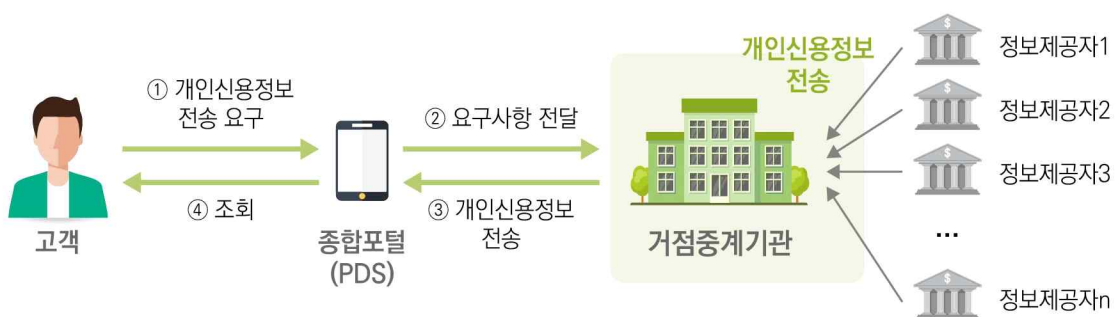 ① 개인신용정보
전송 요구
④ 조회
고객
종합포털
(PDS)
② 요구사항 전달
③ 개인신용정보
전송
개인신용정보
전송
거점중계기관
정보제공자1
정보제공자2
정보제공자3
...
정보제공자n
$
$
$
$